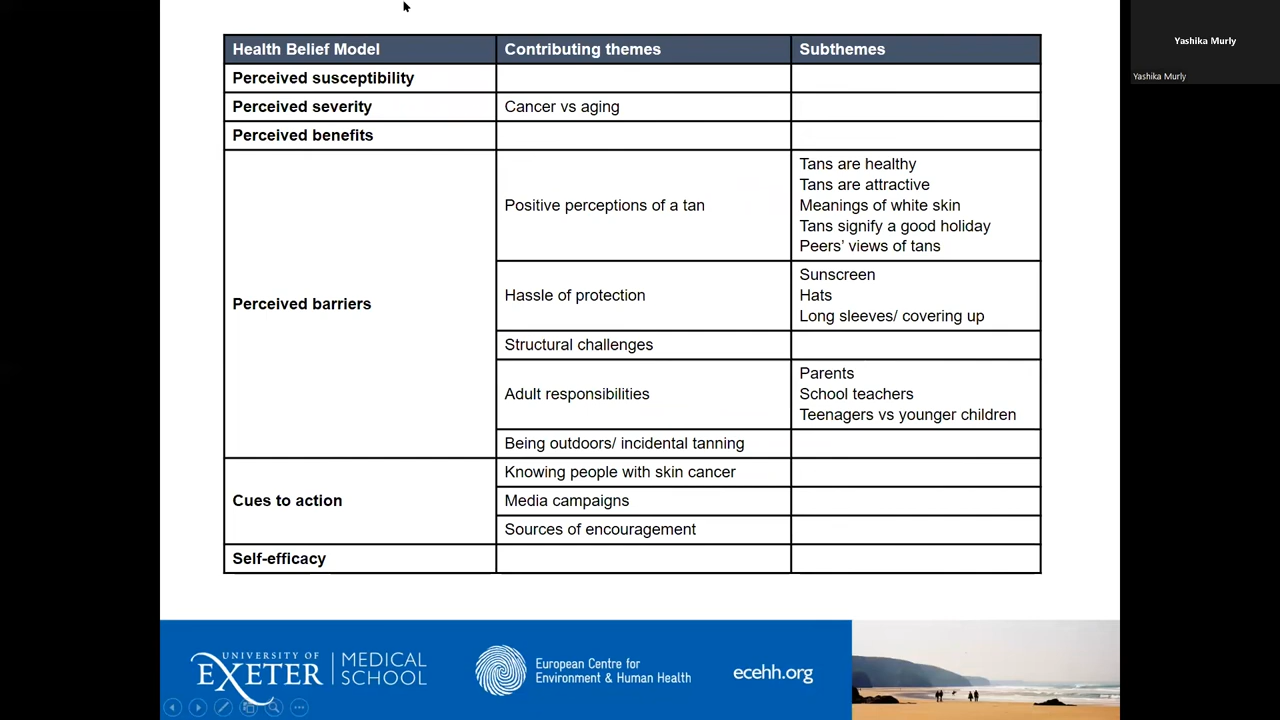 Health Belief Model
Contributing themes
Subthemes
Perceived susceptibility
Perceived severity
Cancer vs aging
Perceived benefits
Perceived barriers
Positive perceptions of a tan
Tans are healthy
Tans are attractive
Meanings of white skin
Tans signify a good holiday
Peers’ views of tans
Hassle of protection
Sunscreen
Hats
Long sleeves/ covering up
Structural challenges
Adult responsibilities
Parents
School teachers
Teenagers vs younger children
Being outdoors/ incidental tanning
Cues to action
Knowing people with skin cancer
Media campaigns
Sources of encouragement
Self-efficacy
UNIVERSITY OF
EXETER
MEDICAL
SCHOOL
European Centre for
Environment & Human Health
ecehh.org
Yashika Murly
Yashika Murly